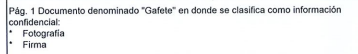 Pág. 1 Documento denominado "Gafete" en donde se clasifica como información
confidencial:
* Fotografía
* Firma